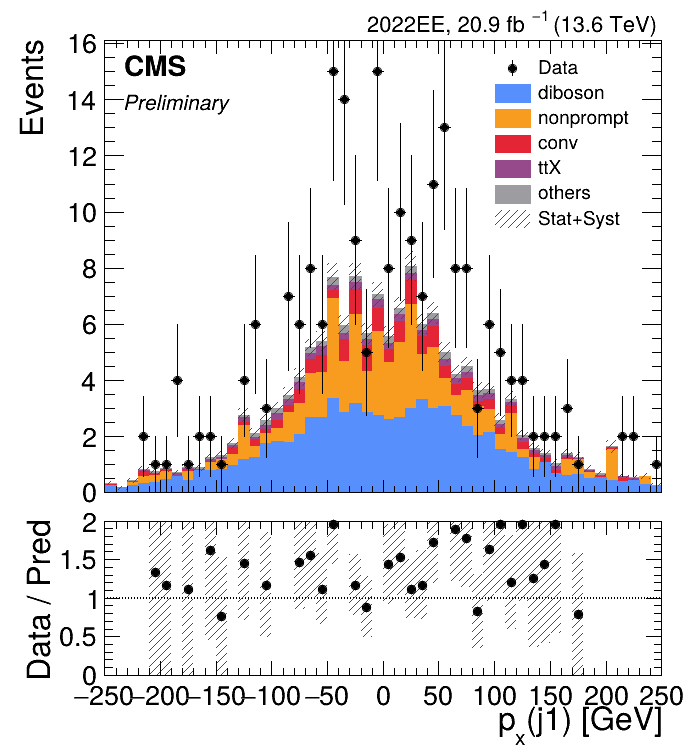 2022EE, 20.9 fb⁻¹ (13.6 TeV)
Events
16
14
12
10
8
6
4
2
0
CMS
Preliminary
Data
diboson
nonprompt
conv
ttX
others
Stat+Syst
Data / Pred
2
1.5
1
0.5
0
−250 −200 −150 −100 −50 0 50 100 150 200 250
pₓ(j1) [GeV]